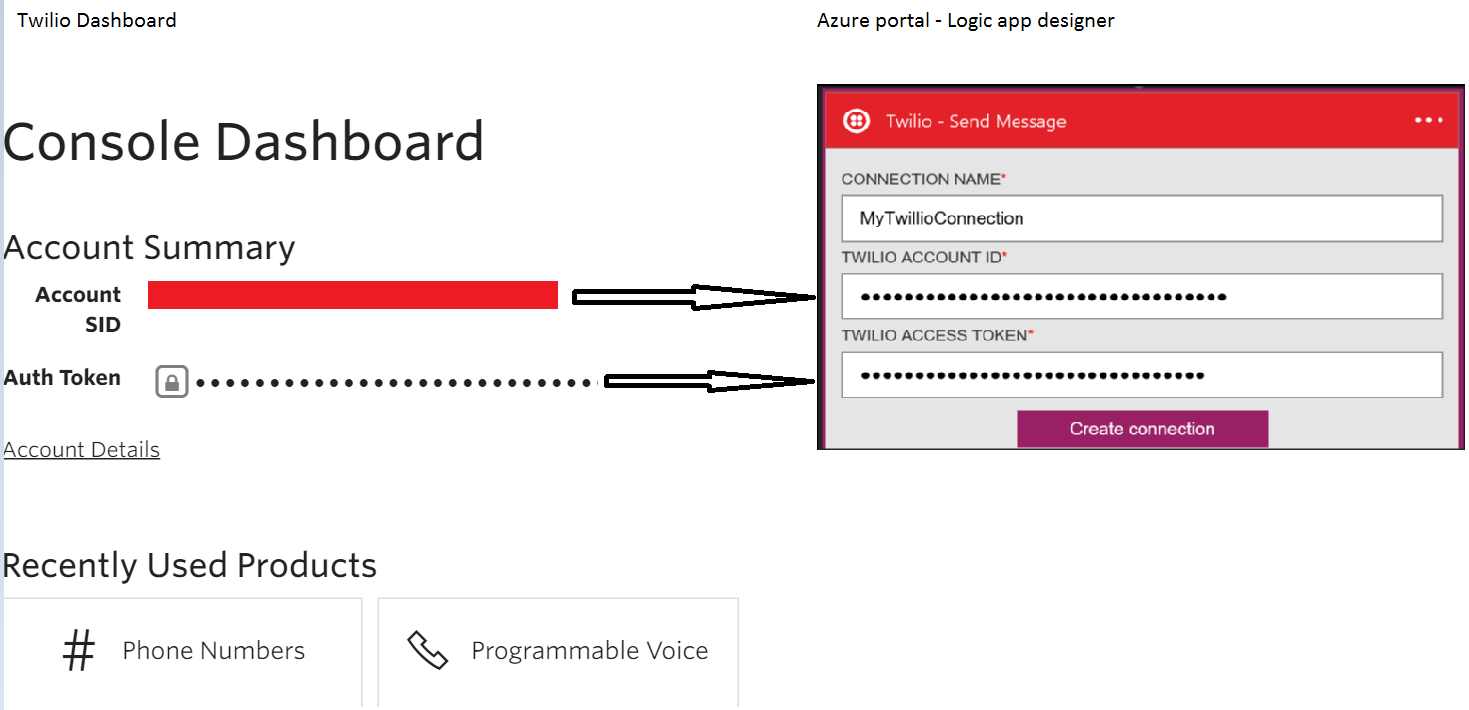 Twilio Dashboard
Azure portal - Logic app designer
Console Dashboard
Account Summary
Account
SID
Auth Token
Account Details
Recently Used Products
# Phone Numbers
Programmable Voice
Twilio - Send Message
CONNECTION NAME*
MyTwillioConnection
TWILIO ACCOUNT ID*
TWILIO ACCESS TOKEN*
Create connection